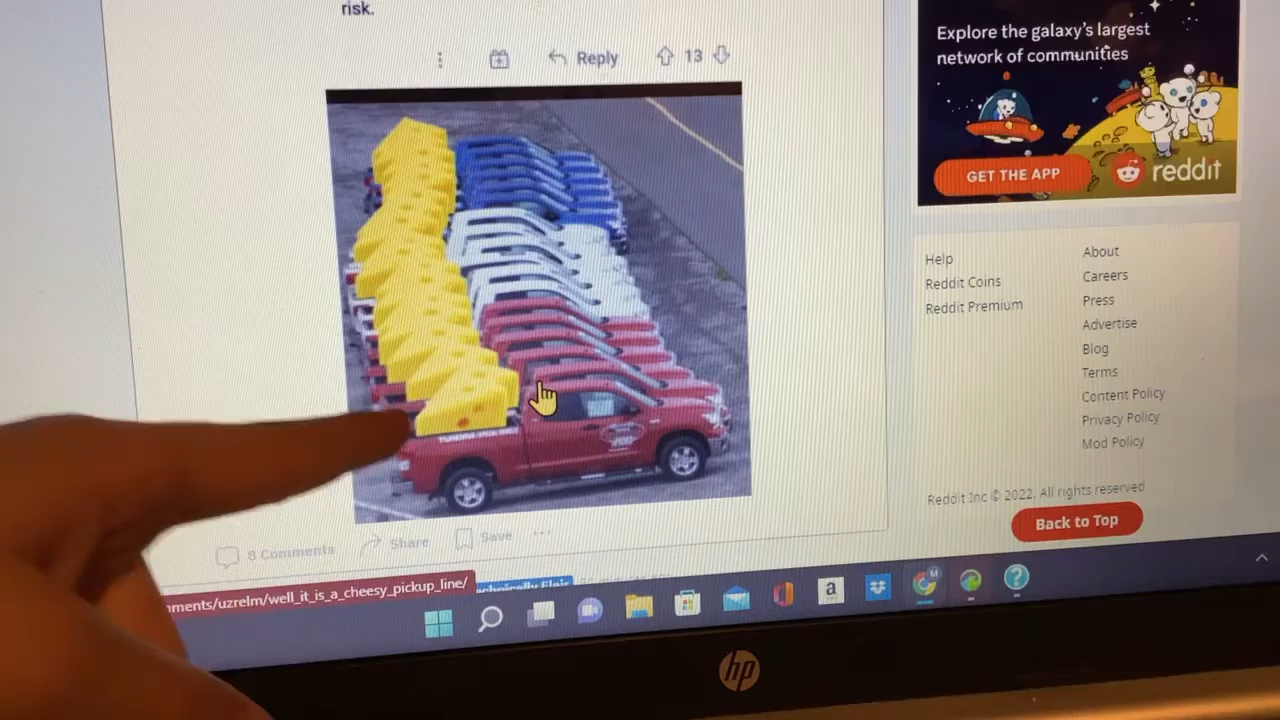 risk.
Reply
13
Explore the galaxy's largest
network of communities
GET THE APP
reddit
Help
Reddit Coins
Reddit Premium
About
Careers
Press
Advertise
Blog
Terms
Content Policy
Privacy Policy
Mod Policy
Reddit Inc © 2022. All rights reserved
Back to Top
8 Comments
Share
Save
nments/uzrelm/well_it_is_a_cheesy_pickup_line/
a
M
hp